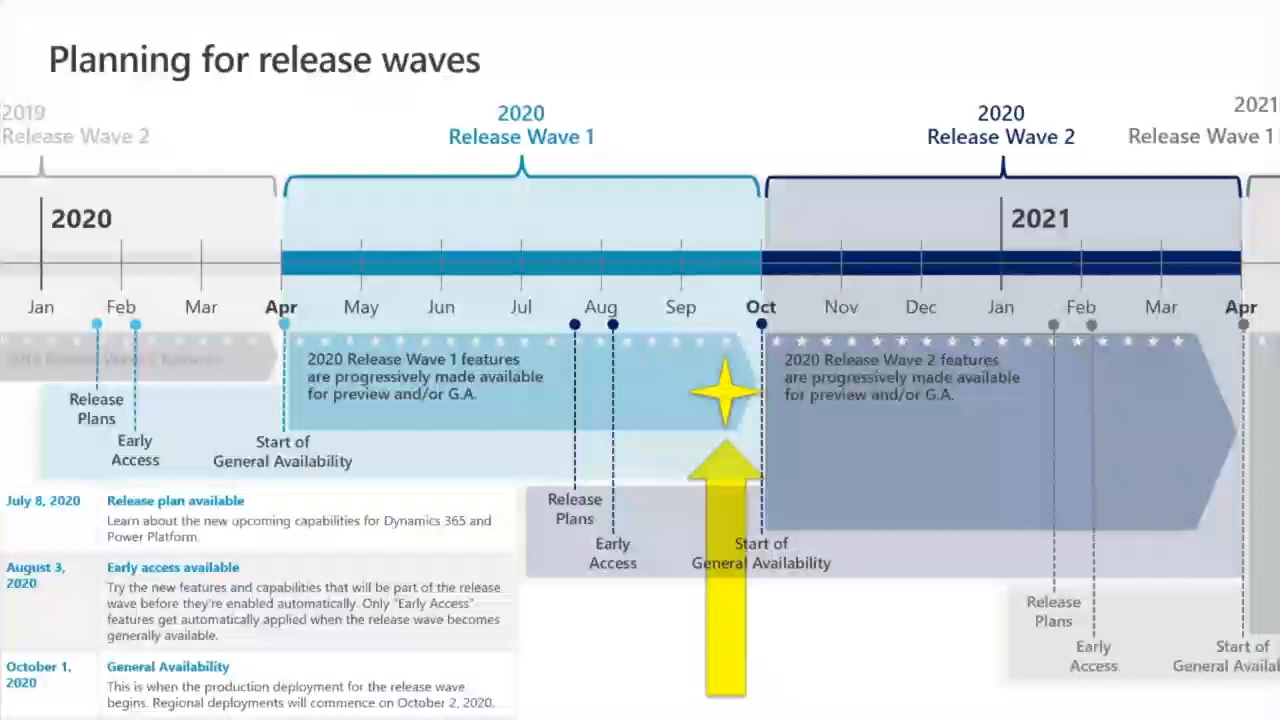 Planning for release waves
2019
Release Wave 2
2020
Release Wave 1
2020
Release Wave 2
2021
Release Wave 1
2020
2021
Jan
Feb
Mar
Apr
May
Jun
Jul
Aug
Sep
Oct
Nov
Dec
Jan
Feb
Mar
Apr
2020 Release Wave 1 features
are progressively made available
for preview and/or G.A.
2020 Release Wave 2 features
are progressively made available
for preview and/or G.A.
Release
Plans
Early
Access
Start of
General Availability
Release
Plans
Early
Access
Start of
General Availability
Release
Plans
Early
Access
Start of
General Availal
July 8, 2020
Release plan available
Learn about the new upcoming capabilities for Dynamics 365 and
Power Platform.
August 3,
2020
Early access available
Try the new features and capabilities that will be part of the release
wave before they're enabled automatically. Only "Early Access"
features get automatically applied when the release wave becomes
generally available.
October 1,
2020
General Availability
This is when the production deployment for the release wave
begins. Regional deployments will commence on October 2, 2020.